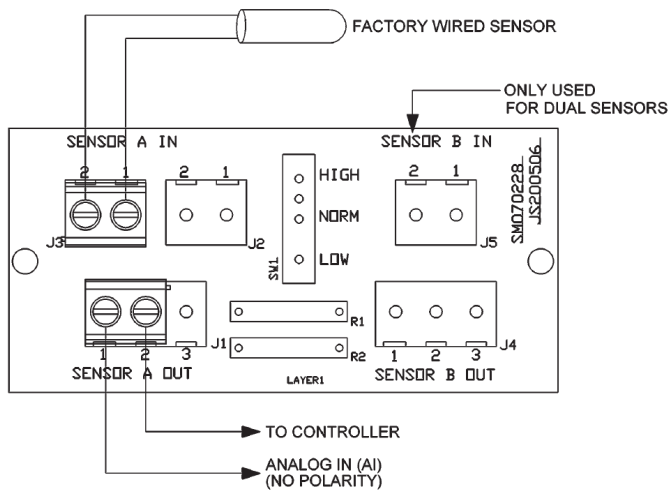 FACTORY WIRED SENSOR
ONLY USED
FOR DUAL SENSORS
SENSOR A IN
SENSOR B IN
2 1
2 1
2 1
HIGH
NORM
LOW
SW1
J3
J2
J5
SM070228
JS200506
R1
R2
J1
J4
1 2 3
1 2 3
SENSOR A OUT
LAYER1
SENSOR B OUT
TO CONTROLLER
ANALOG IN (AI)
(NO POLARITY)